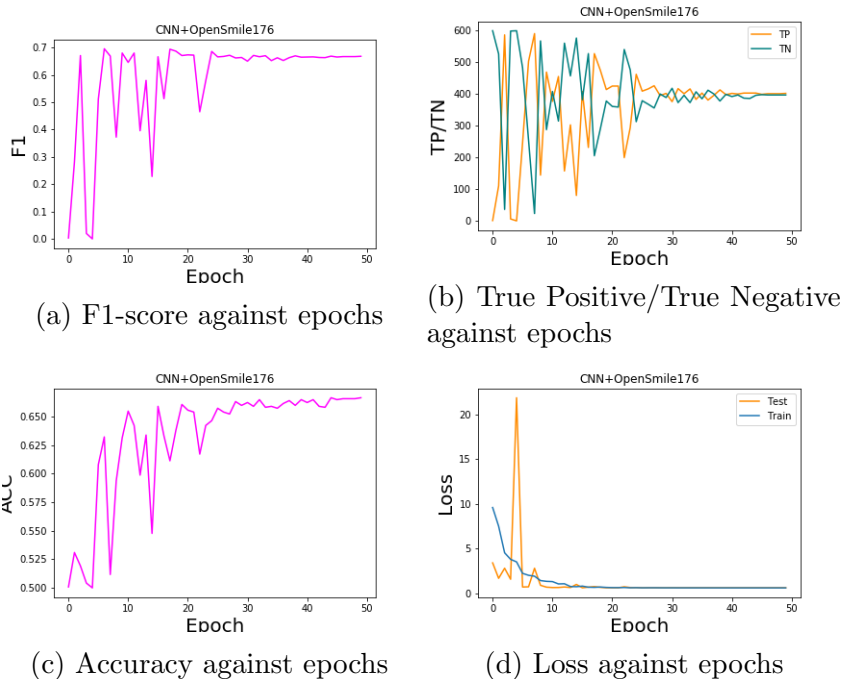 CNN+OpenSmile176
F1
0.7
0.6
0.5
0.4
0.3
0.2
0.1
0.0
0 10 20 30 40 50
Epoch
(a) F1-score against epochs
CNN+OpenSmile176
TP/TN
600
500
400
300
200
100
0
TP
TN
0 10 20 30 40 50
Epoch
(b) True Positive/True Negative
against epochs
CNN+OpenSmile176
ACC
0.650
0.625
0.600
0.575
0.550
0.525
0.500
0 10 20 30 40 50
Epoch
(c) Accuracy against epochs
CNN+OpenSmile176
Loss
20
15
10
5
0
Test
Train
0 10 20 30 40 50
Epoch
(d) Loss against epochs